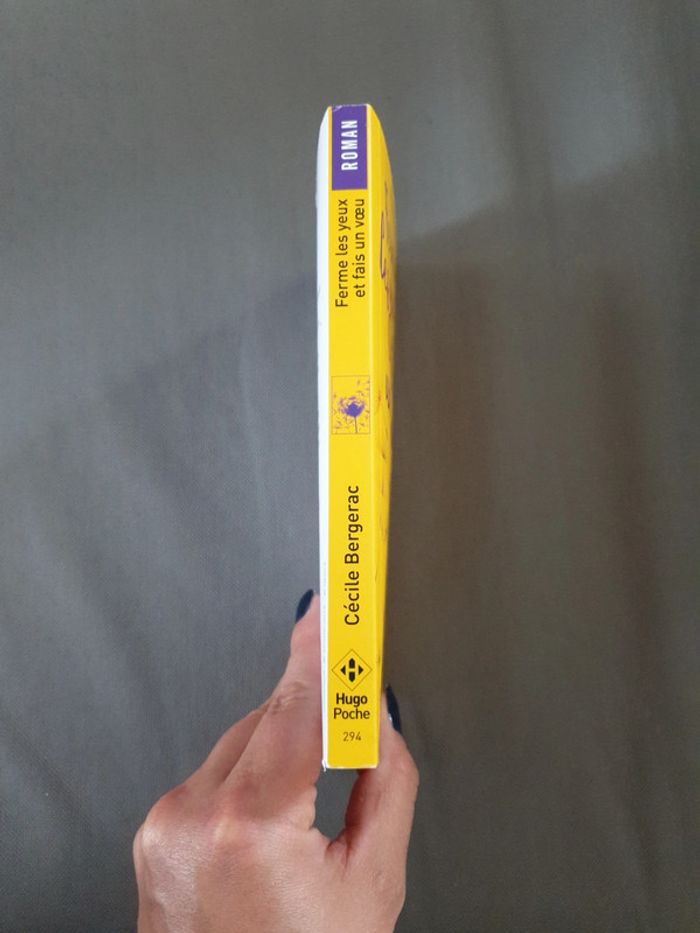 ROMAN
Ferme les yeux
et fais un vœu
Cécile Bergerac
Hugo
Poche
294